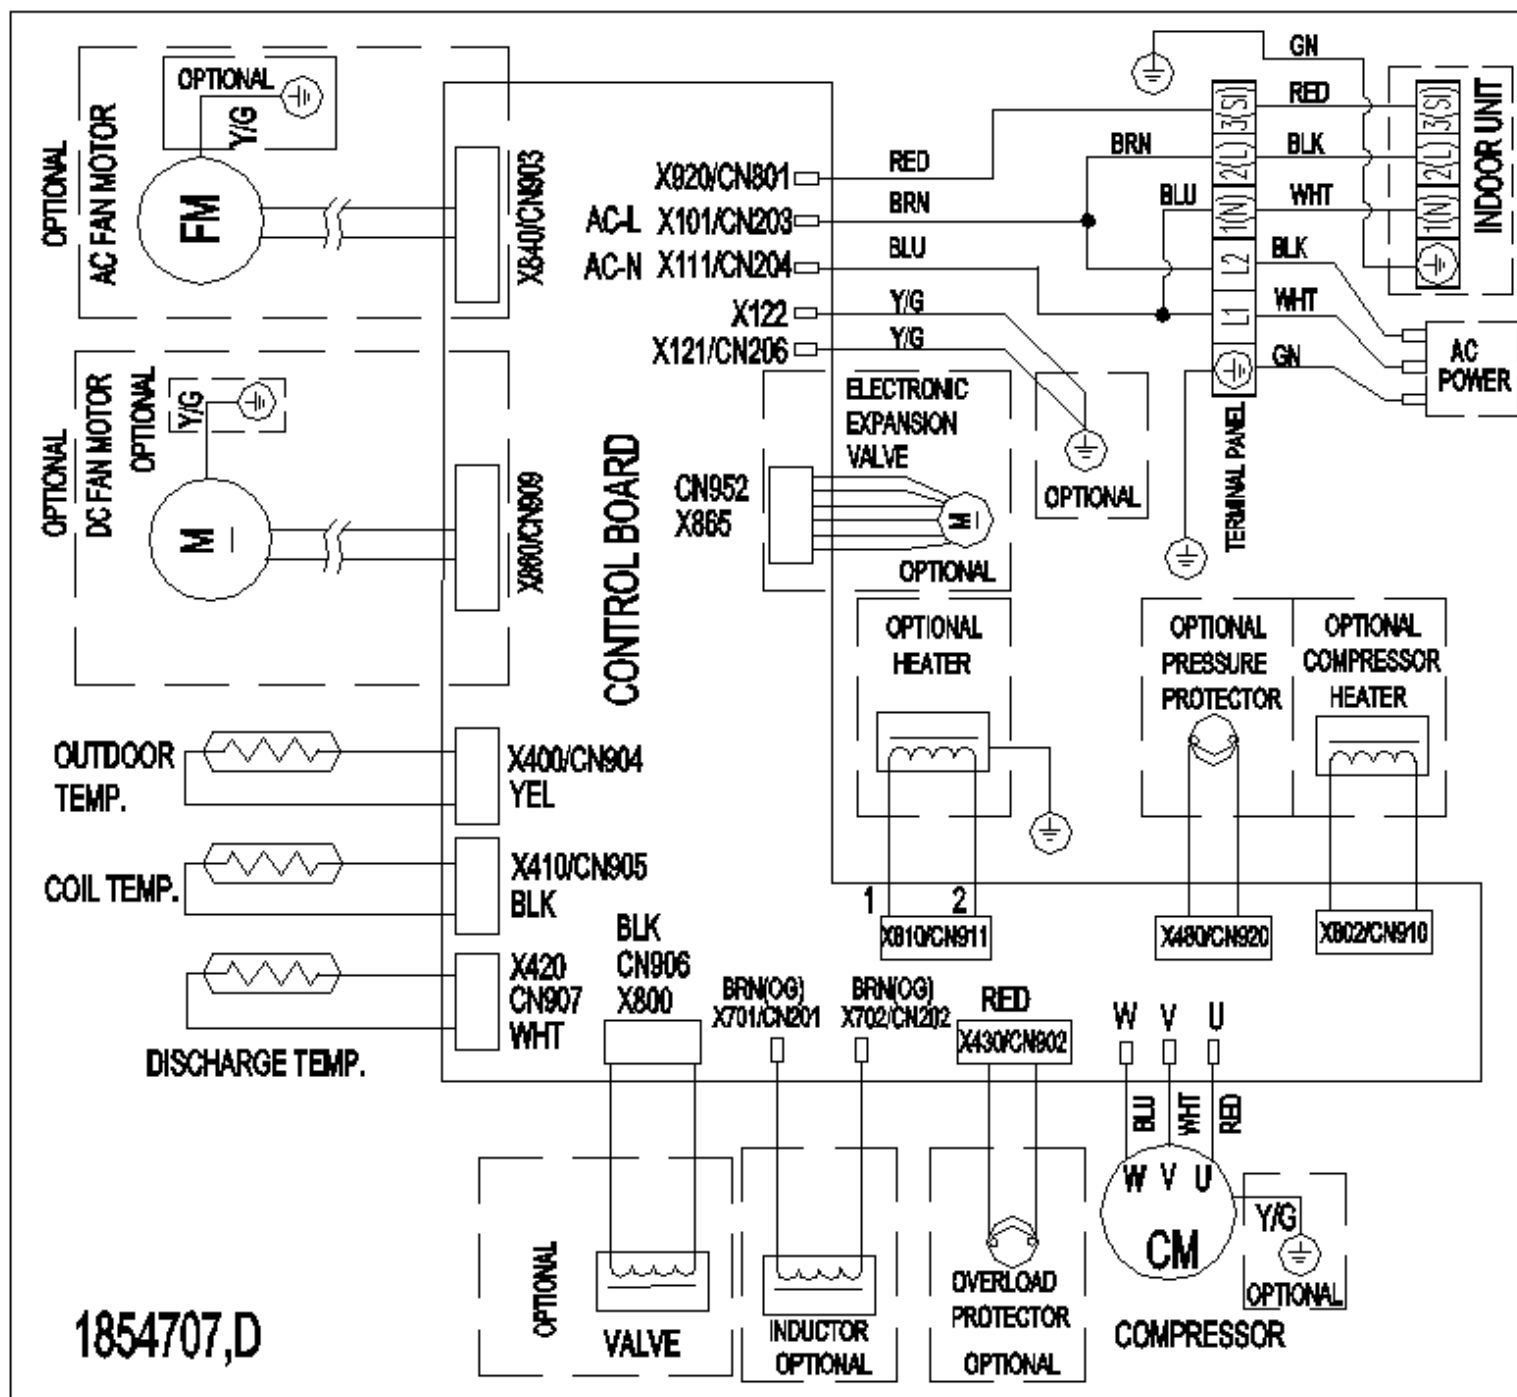 OPTIONAL
Y/G
FM
OPTIONAL
AC FAN MOTOR
X840/CN903
OPTIONAL
Y/G
M
OPTIONAL
DC FAN MOTOR
X860/CN909
CONTROL BOARD
X920/CN801
AC-L X101/CN203
AC-N X111/CN204
X122
X121/CN206
RED
BRN
BLU
Y/G
Y/G
BRN
BLU
GN
RED
BLK
WHT
BLK
WHT
GN
3(SI)
2(L)
1(N)
L2
L1
TERMINAL PANEL
3(SI)
2(L)
1(N)
INDOOR UNIT
AC
POWER
ELECTRONIC
EXPANSION
VALVE
CN952
X865
M
OPTIONAL
OPTIONAL
OPTIONAL
HEATER
1
2
X810/CN911
OPTIONAL
PRESSURE
PROTECTOR
X480/CN920
OPTIONAL
COMPRESSOR
HEATER
X802/CN910
OUTDOOR
TEMP.
X400/CN904
YEL
COIL TEMP.
X410/CN905
BLK
DISCHARGE TEMP.
X420
CN907
WHT
BLK
CN906
X800
OPTIONAL
VALVE
BRN(OG)
X701/CN201
BRN(OG)
X702/CN202
INDUCTOR
OPTIONAL
RED
X430/CN902
OVERLOAD
PROTECTOR
OPTIONAL
W V U
BLU
WHT
RED
W V U
CM
Y/G
OPTIONAL
COMPRESSOR
1854707,D